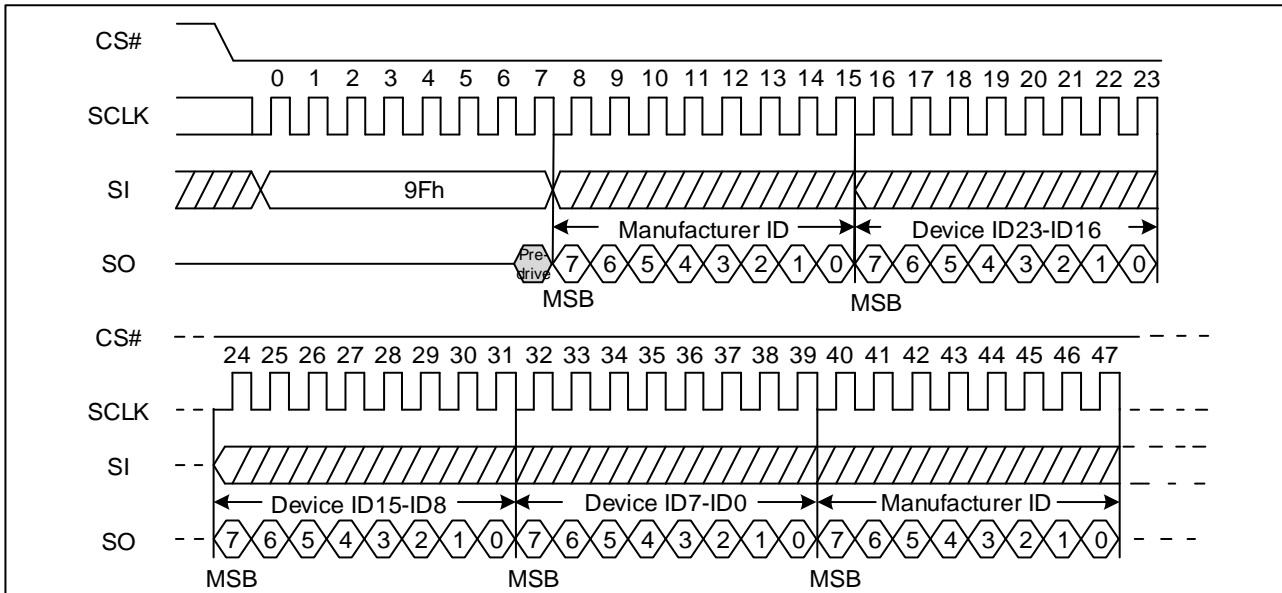 CS#
0 1 2 3 4 5 6 7 8 9 10 11 12 13 14 15 16 17 18 19 20 21 22 23
SCLK
SI 9Fh
Manufacturer ID Device ID23-ID16
SO Pre-drive 7 6 5 4 3 2 1 0 7 6 5 4 3 2 1 0
MSB MSB
CS#
24 25 26 27 28 29 30 31 32 33 34 35 36 37 38 39 40 41 42 43 44 45 46 47
SCLK
SI
Device ID15-ID8 Device ID7-ID0 Manufacturer ID
SO 7 6 5 4 3 2 1 0 7 6 5 4 3 2 1 0 7 6 5 4 3 2 1 0
MSB MSB MSB